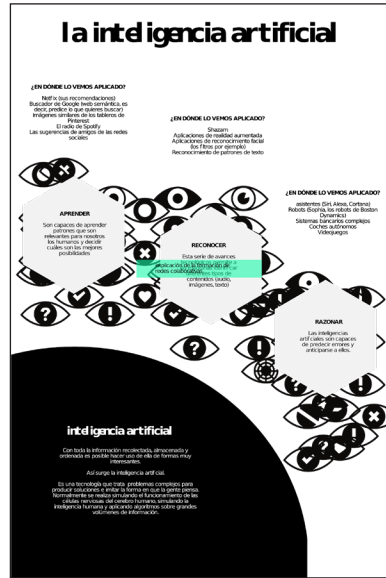 la inteligencia artificial
¿EN DÓNDE LO VEMOS APLICADO?
Netflix (sus recomendaciones)
Buscador de Google (web semántica, es
decir, predice lo que quieres buscar)
Imágenes similares de los tableros de
Pinterest
El radio de Spotify
Las sugerencias de amigos de las redes
sociales
¿EN DÓNDE LO VEMOS APLICADO?
Shazam
Aplicaciones de realidad aumentada
Aplicaciones de reconocimiento facial
(los filtros por ejemplo)
Reconocimiento de patrones de texto
¿EN DÓNDE LO VEMOS APLICADO?
asistentes (Siri, Alexa, Cortana)
Robots (Sophia, los robots de Boston
Dynamics)
Sistemas bancarios complejos
Coches autónomos
Videojuegos
APRENDER
Son capaces de aprender
patrones que son
relevantes para nosotros
los humanos y decidir
cuáles son las mejores
posibilidades
RECONOCER
Esta serie de avances
explicación de la formación de
redes colaborativas
contenidos (audio,
imágenes, texto)
RAZONAR
Las inteligencias
artificiales son capaces
de predecir errores y
anticiparse a ellos.
inteligencia artificial
Con toda la información recolectada, almacenada y
ordenada es posible hacer uso de ella de formas muy
interesantes.
Así surge la inteligencia artificial.
Es una tecnología que trata problemas complejos para
producir soluciones e imitar la forma en que la gente piensa.
Normalmente se realiza simulando el funcionamiento de las
células nerviosas del cerebro humano, simulando la
inteligencia humana y aplicando algoritmos sobre grandes
volúmenes de información.